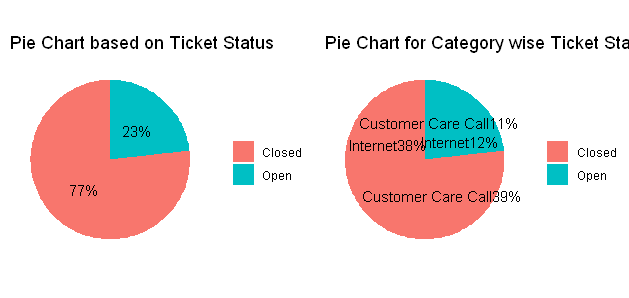 Pie Chart based on Ticket Status
23%
77%
Closed
Open
Pie Chart for Category wise Ticket Sta
Customer Care Call11%
Internet38%
Internet12%
Customer Care Call39%
Closed
Open